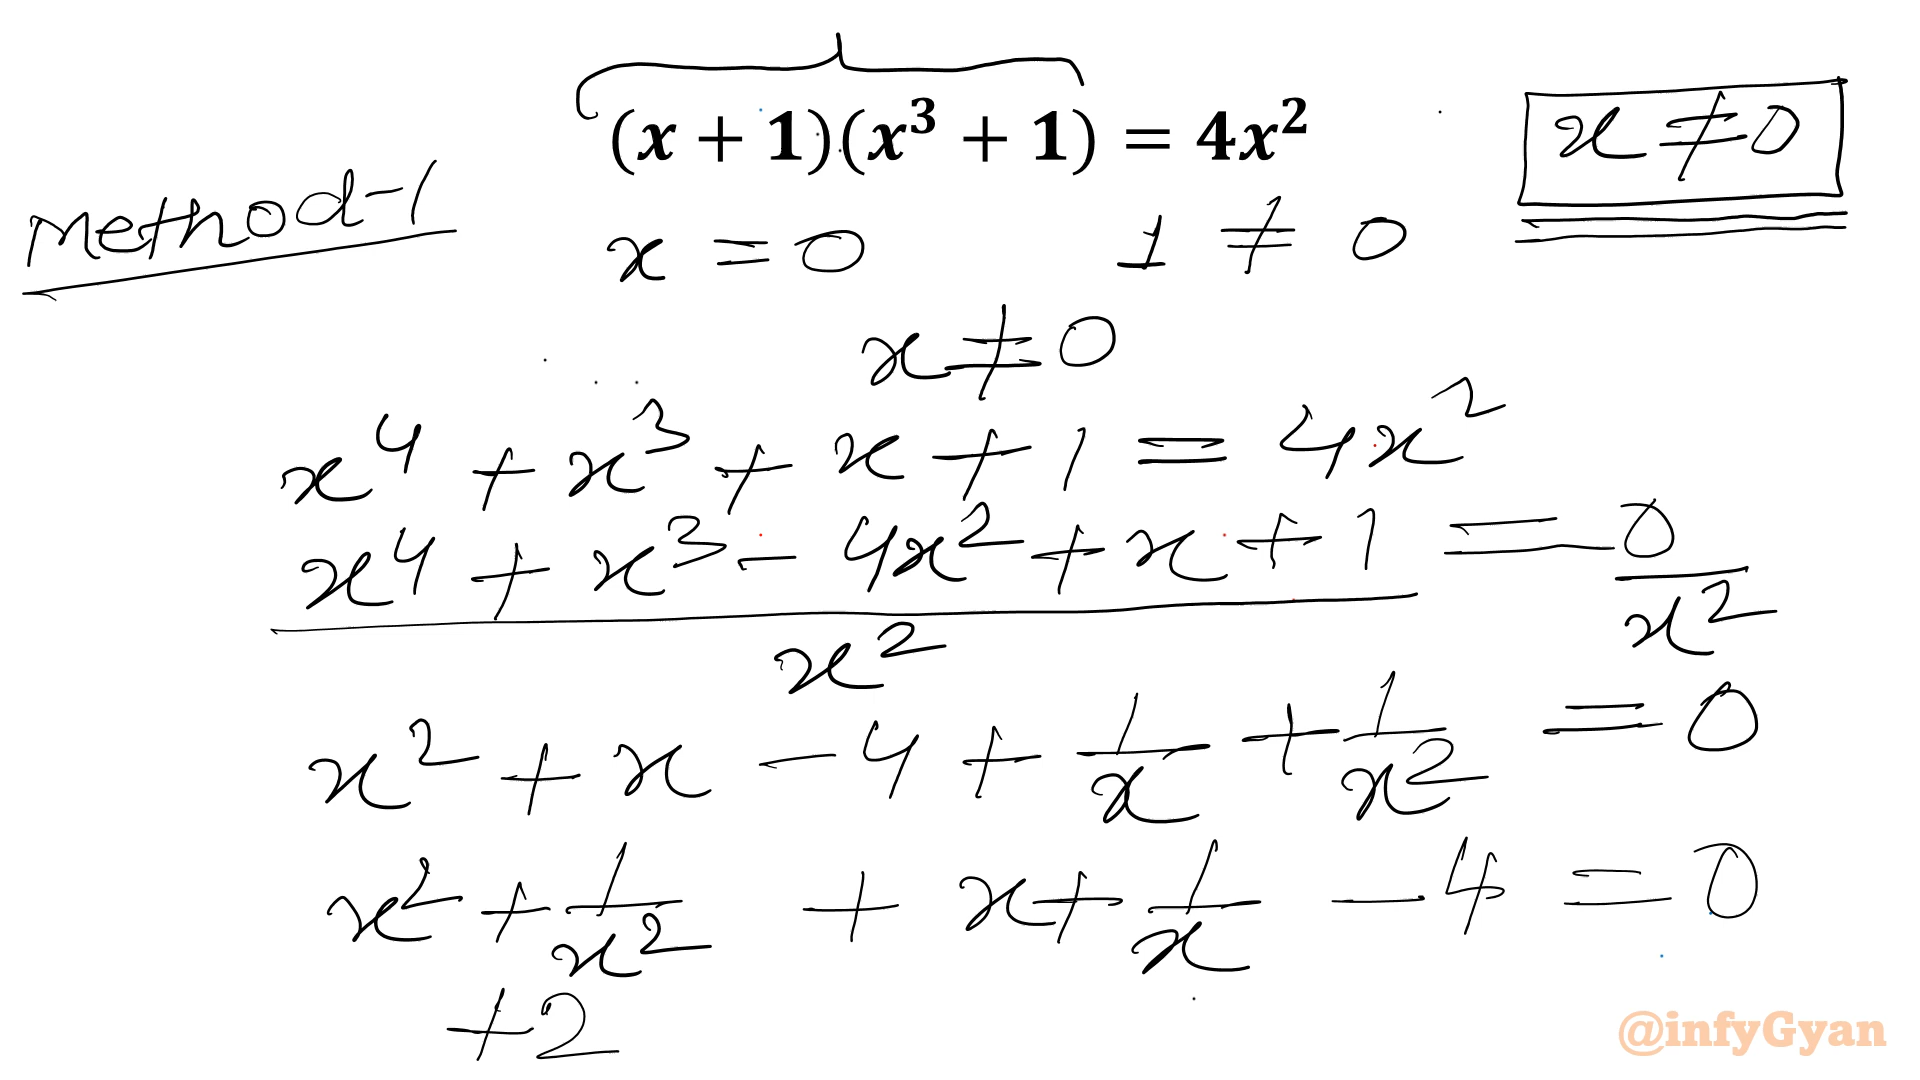 (x + 1)(x³ + 1) = 4x²
x ≠ 0
Method-1
x = 0 1 ≠ 0
x ≠ 0
x⁴ + x³ + x + 1 = 4x²
x⁴ + x³ - 4x² + x + 1 = 0
x² x²
x² + x - 4 + 1/x + 1/x² = 0
x² + 1/x² + x + 1/x - 4 = 0
+2
@infyGyan